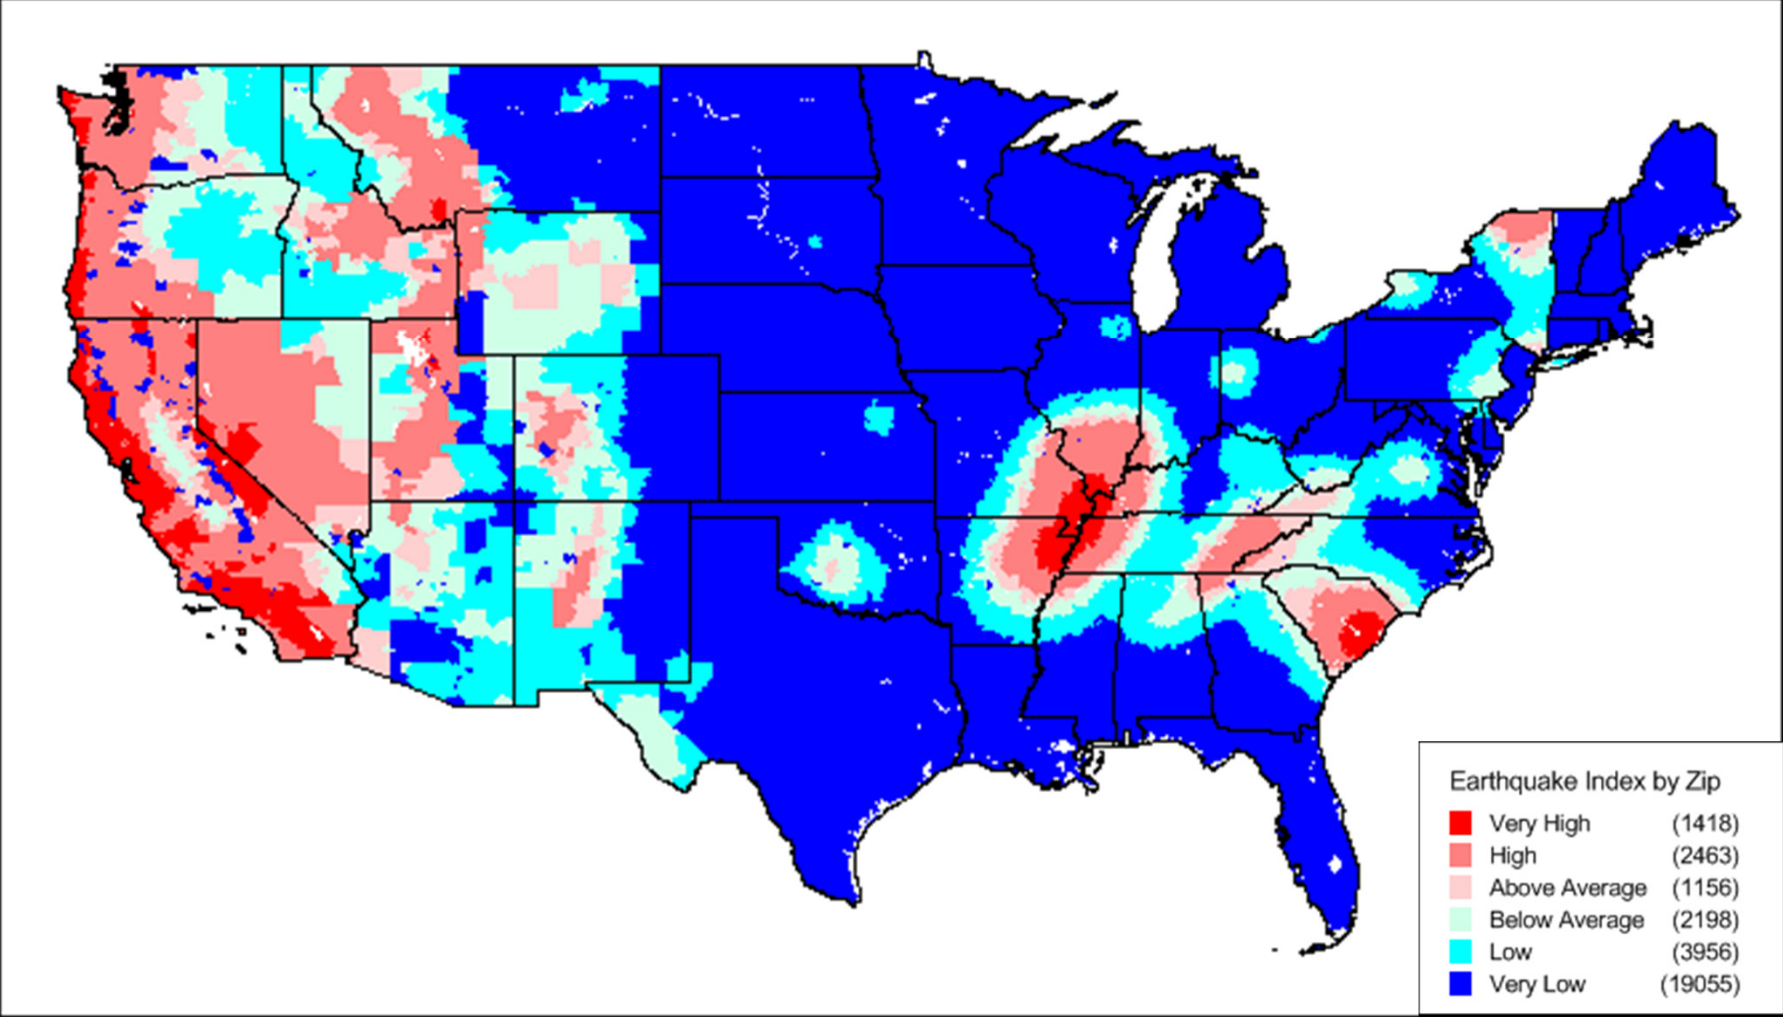 Earthquake Index by Zip
Very High (1418)
High (2463)
Above Average (1156)
Below Average (2198)
Low (3956)
Very Low (19055)